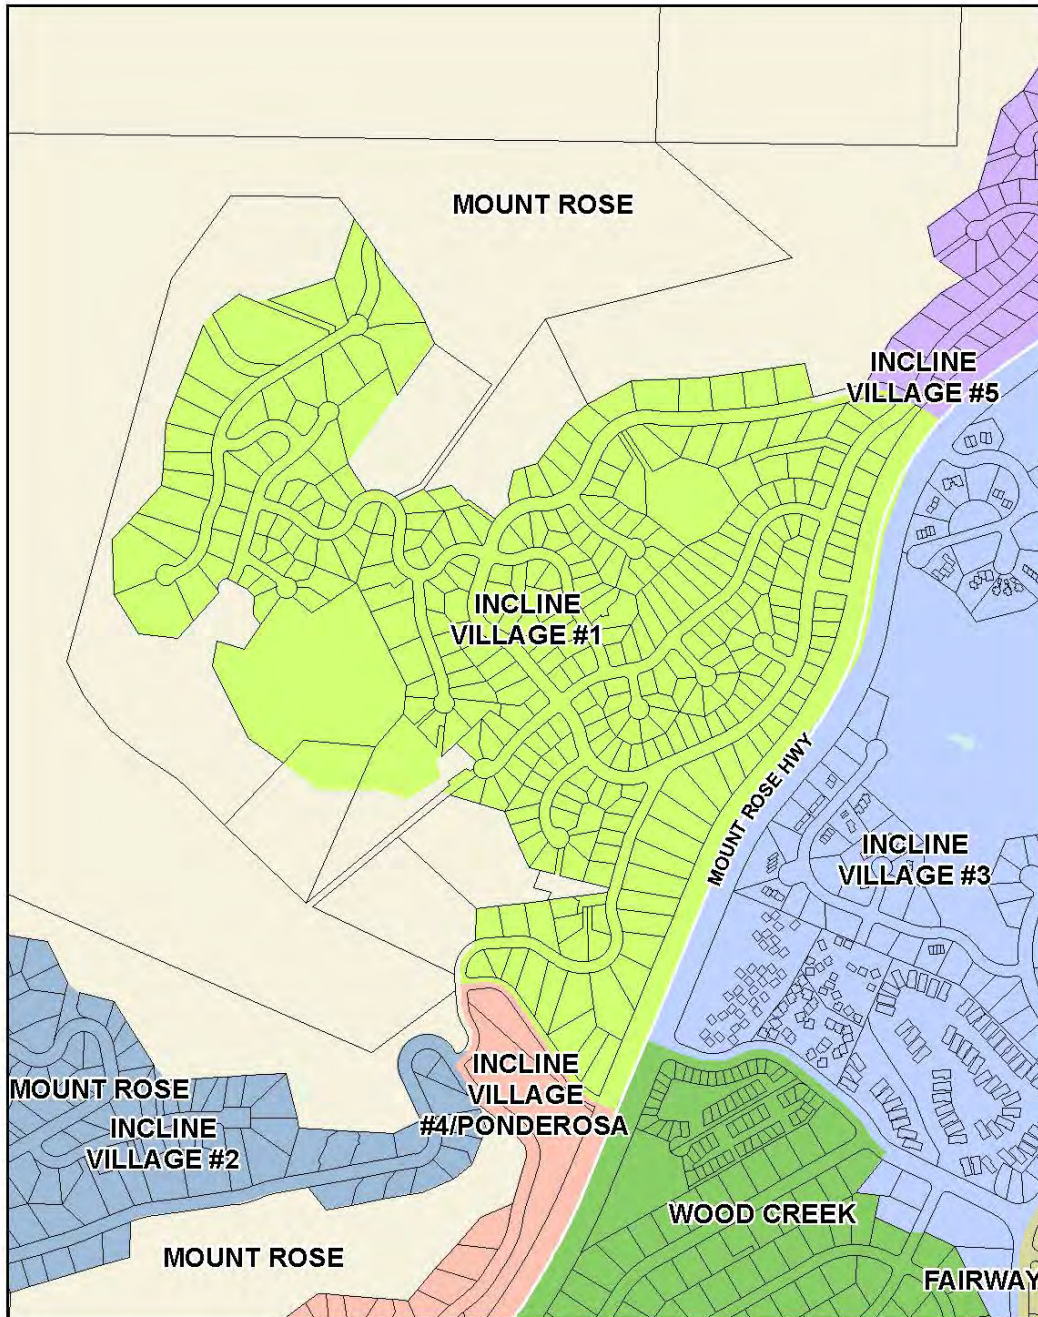 MOUNT ROSE
INCLINE
VILLAGE #5
INCLINE
VILLAGE #1
MOUNT ROSE HWY
INCLINE
VILLAGE #3
INCLINE
VILLAGE
#4/PONDEROSA
MOUNT ROSE
INCLINE
VILLAGE #2
WOOD CREEK
MOUNT ROSE
FAIRWAY